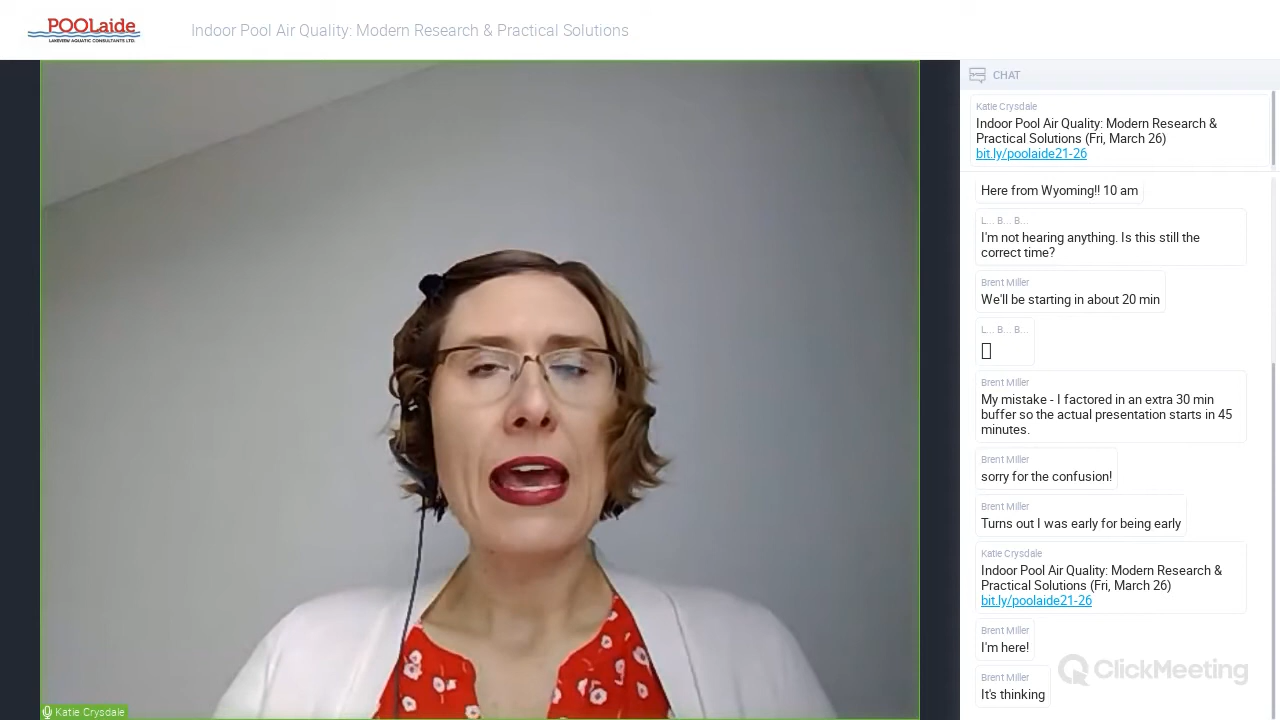 POOLaide
LAKEVIEW AQUATIC CONSULTANTS LTD.
Indoor Pool Air Quality: Modern Research & Practical Solutions
CHAT
Katie Crysdale
Indoor Pool Air Quality: Modern Research &
Practical Solutions (Fri, March 26)
bit.ly/poolaide21-26
Here from Wyoming!! 10 am
L... B... B...
I'm not hearing anything. Is this still the
correct time?
Brent Miller
We'll be starting in about 20 min
L... B... B...
Brent Miller
My mistake - I factored in an extra 30 min
buffer so the actual presentation starts in 45
minutes.
Brent Miller
sorry for the confusion!
Brent Miller
Turns out I was early for being early
Katie Crysdale
Indoor Pool Air Quality: Modern Research &
Practical Solutions (Fri, March 26)
bit.ly/poolaide21-26
Brent Miller
I'm here!
Brent Miller
It's thinking
ClickMeeting
Katie Crysdale